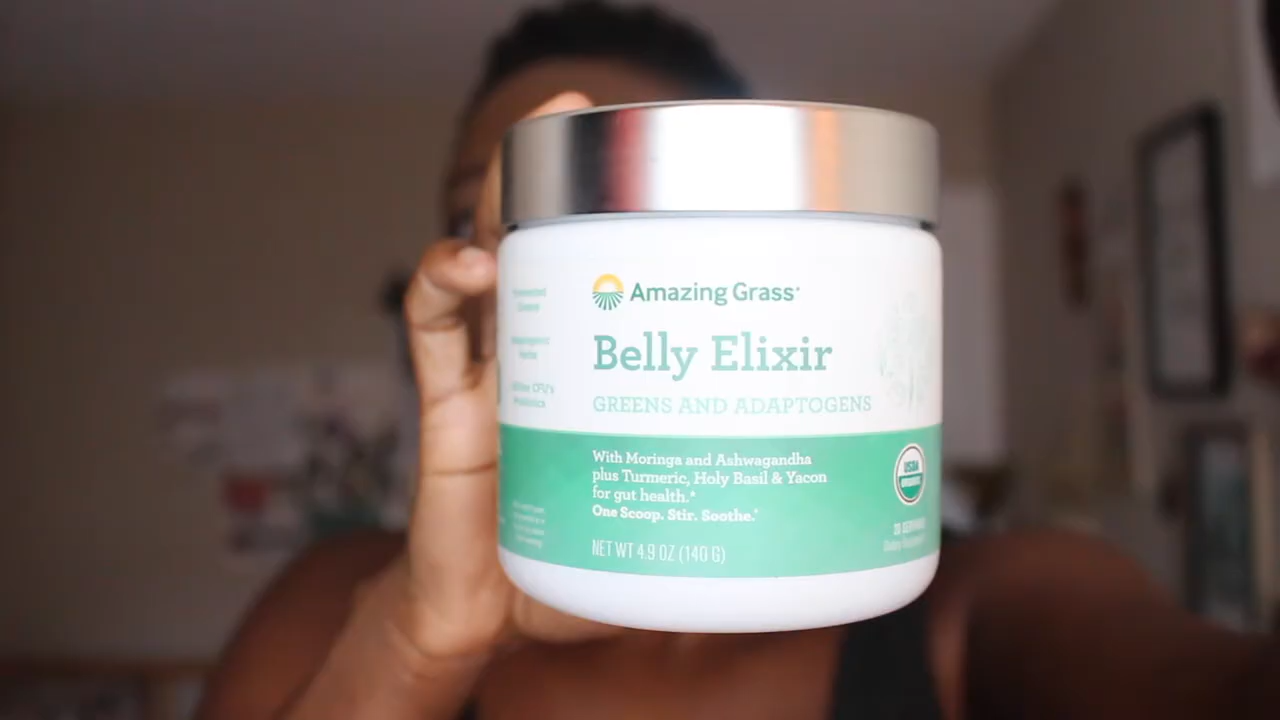 Amazing Grass
Belly Elixir
GREENS AND ADAPTOGENS
With Moringa and Ashwagandha
plus Turmeric, Holy Basil & Yacon
for gut health.*
One Scoop. Stir. Soothe.*
NET WT 4.9 OZ (140 G)
USDA
ORGANIC